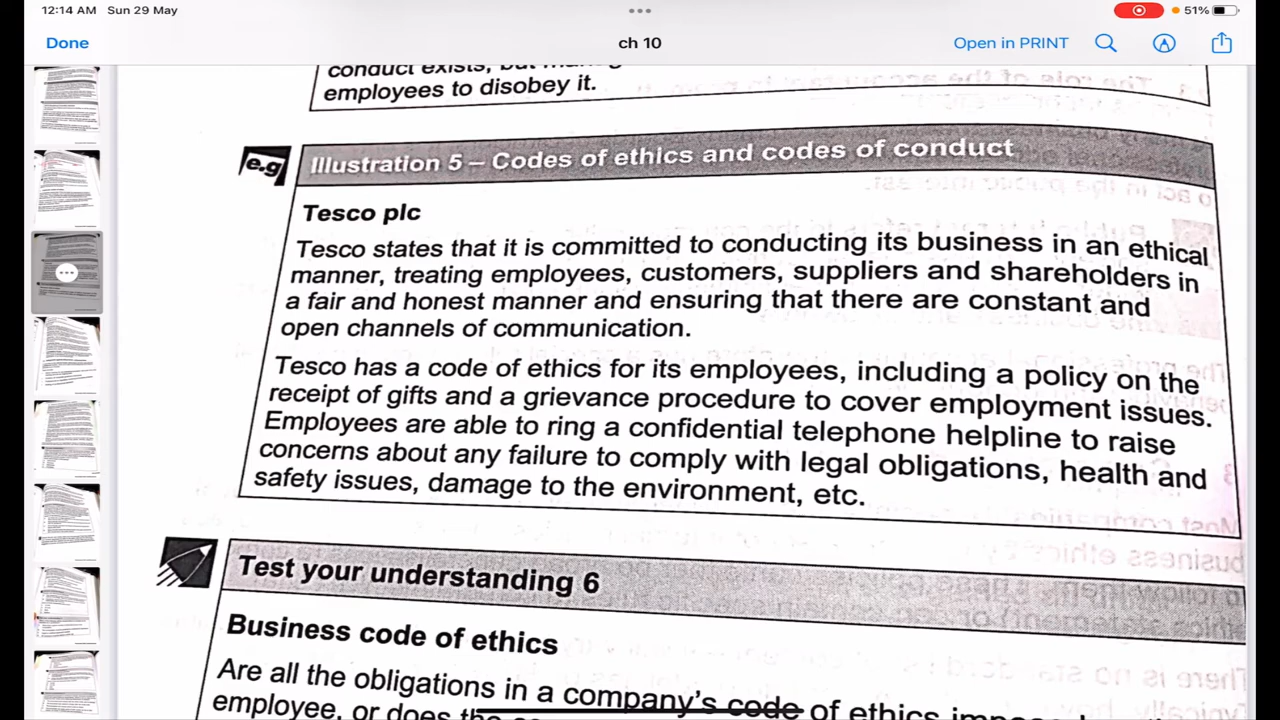 12:14 AM Sun 29 May
51%
Done
ch 10
Open in PRINT
conduct exists, but
employees to disobey it.
e.g
Illustration 5 – Codes of ethics and codes of conduct
Tesco plc
Tesco states that it is committed to conducting its business in an ethical
manner, treating employees, customers, suppliers and shareholders in
a fair and honest manner and ensuring that there are constant and
open channels of communication.
Tesco has a code of ethics for its employees, including a policy on the
receipt of gifts and a grievance procedure to cover employment issues.
Employees are able to ring a confidential telephone helpline to raise
concerns about any failure to comply with legal obligations, health and
safety issues, damage to the environment, etc.
Test your understanding 6
Business code of ethics
Are all the obligations in a company's code of ethics
employee, or does